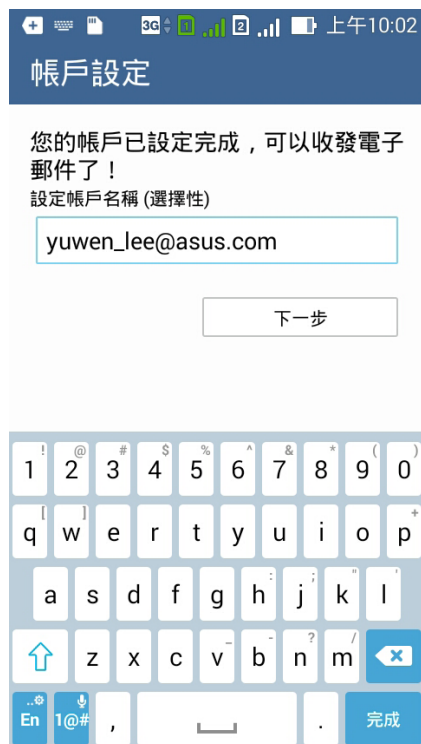 3G 1 2 上午10:02
帳戶設定
您的帳戶已設定完成，可以收發電子
郵件了！
設定帳戶名稱 (選擇性)
yuwen_lee@asus.com
下一步
! @ # $ % ^ & * ( )
1 2 3 4 5 6 7 8 9 0
[ ] +
q w e r t y u i o p
: ; " '
a s d f g h j k l
_ - ? /
z x c v b n m
En 1@# , . 完成